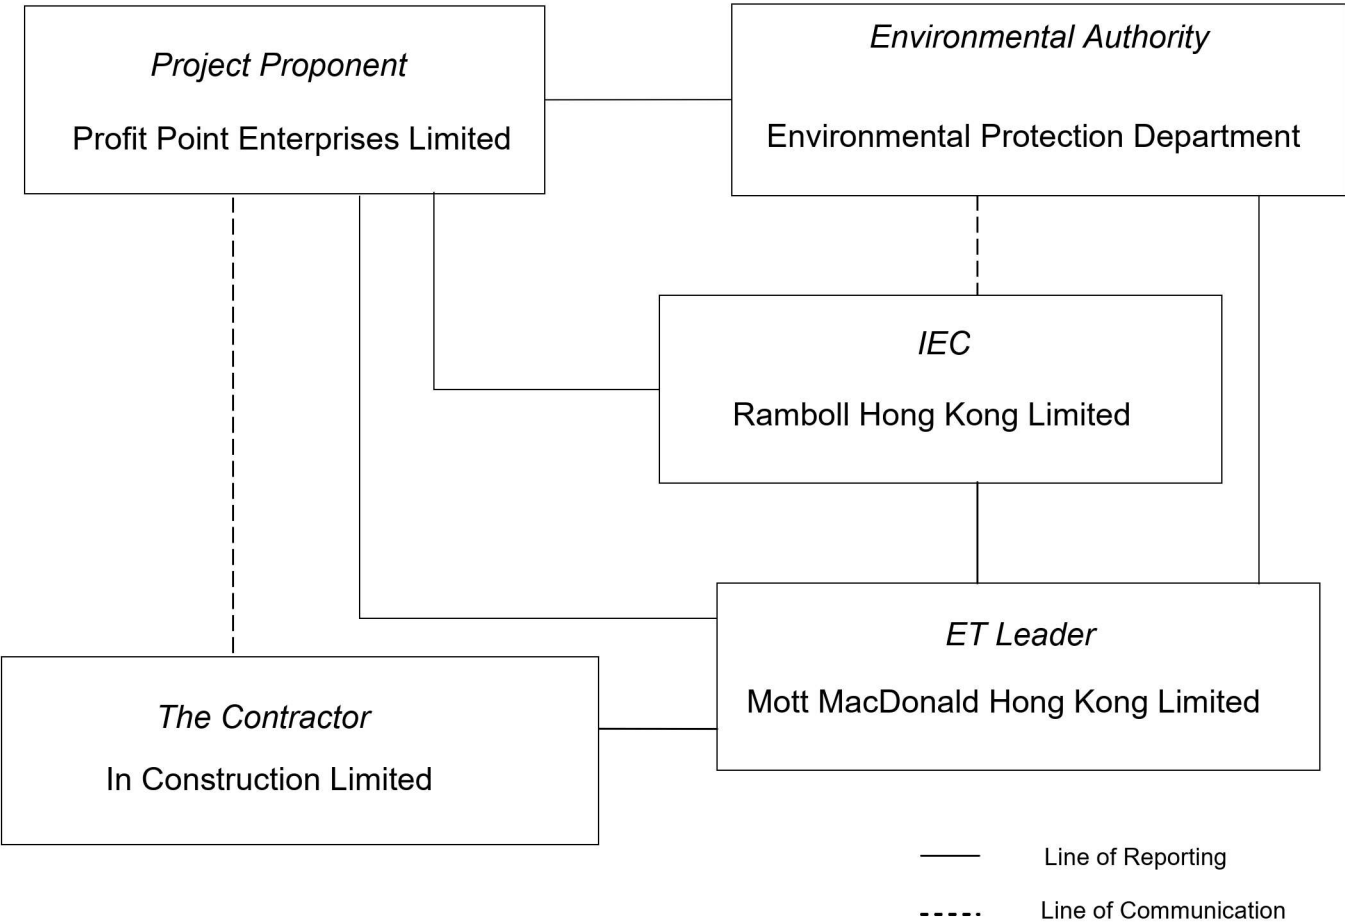 Project Proponent
Profit Point Enterprises Limited
Environmental Authority
Environmental Protection Department
IEC
Ramboll Hong Kong Limited
ET Leader
Mott MacDonald Hong Kong Limited
The Contractor
In Construction Limited
Line of Reporting
Line of Communication